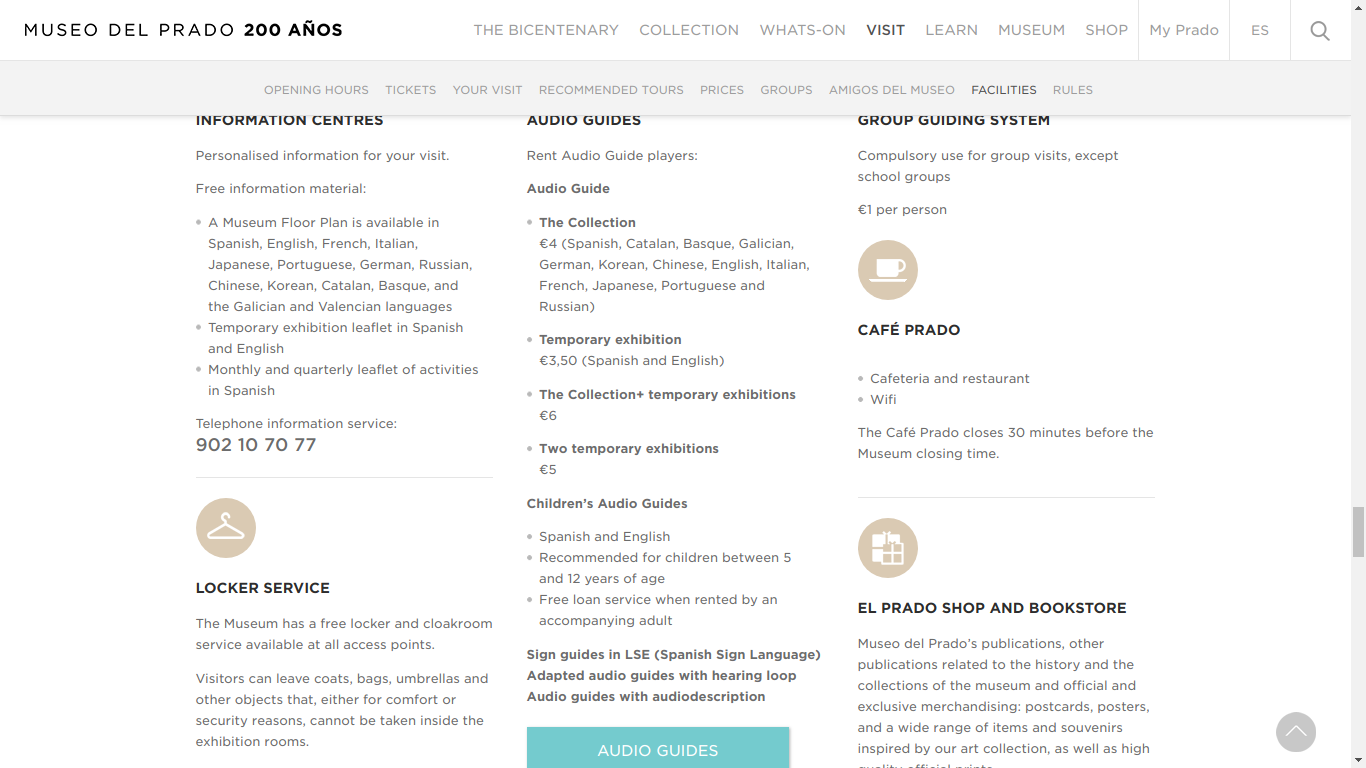 MUSEO DEL PRADO 200 AÑOS
THE BICENTENARY COLLECTION WHATS-ON VISIT LEARN MUSEUM SHOP My Prado ES
OPENING HOURS TICKETS YOUR VISIT RECOMMENDED TOURS PRICES GROUPS AMIGOS DEL MUSEO FACILITIES RULES
INFORMATION CENTRES
Personalised information for your visit.
Free information material:
A Museum Floor Plan is available in
Spanish, English, French, Italian,
Japanese, Portuguese, German, Russian,
Chinese, Korean, Catalan, Basque, and
the Galician and Valencian languages
Temporary exhibition leaflet in Spanish
and English
Monthly and quarterly leaflet of activities
in Spanish
Telephone information service:
902 10 70 77
LOCKER SERVICE
The Museum has a free locker and cloakroom
service available at all access points.
Visitors can leave coats, bags, umbrellas and
other objects that, either for comfort or
security reasons, cannot be taken inside the
exhibition rooms.
AUDIO GUIDES
Rent Audio Guide players:
Audio Guide
The Collection
€4 (Spanish, Catalan, Basque, Galician,
German, Korean, Chinese, English, Italian,
French, Japanese, Portuguese and
Russian)
Temporary exhibition
€3,50 (Spanish and English)
The Collection+ temporary exhibitions
€6
Two temporary exhibitions
€5
Children's Audio Guides
Spanish and English
Recommended for children between 5
and 12 years of age
Free loan service when rented by an
accompanying adult
Sign guides in LSE (Spanish Sign Language)
Adapted audio guides with hearing loop
Audio guides with audiodescription
AUDIO GUIDES
GROUP GUIDING SYSTEM
Compulsory use for group visits, except
school groups
€1 per person
CAFÉ PRADO
Cafeteria and restaurant
Wifi
The Café Prado closes 30 minutes before the
Museum closing time.
EL PRADO SHOP AND BOOKSTORE
Museo del Prado's publications, other
publications related to the history and the
collections of the museum and official and
exclusive merchandising: postcards, posters,
and a wide range of items and souvenirs
inspired by our art collection, as well as high